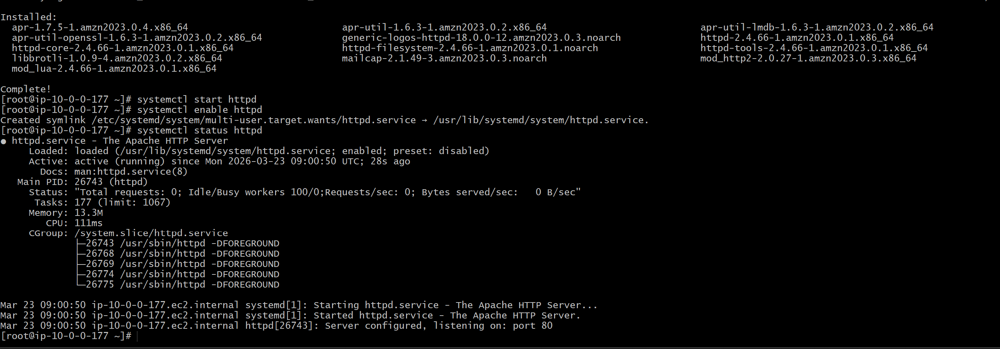 Installed:
  apr-1.7.5-1.amzn2023.0.4.x86_64                           apr-util-1.6.3-1.amzn2023.0.2.x86_64                           apr-util-lmdb-1.6.3-1.amzn2023.0.2.x86_64
  apr-util-openssl-1.6.3-1.amzn2023.0.2.x86_64              generic-logos-httpd-18.0.0-12.amzn2023.0.3.noarch              httpd-2.4.66-1.amzn2023.0.1.x86_64
  httpd-core-2.4.66-1.amzn2023.0.1.x86_64                   httpd-filesystem-2.4.66-1.amzn2023.0.1.noarch                  httpd-tools-2.4.66-1.amzn2023.0.1.x86_64
  libbrotli-1.0.9-4.amzn2023.0.2.x86_64                     mailcap-2.1.49-3.amzn2023.0.3.noarch                           mod_http2-2.0.27-1.amzn2023.0.3.x86_64
  mod_lua-2.4.66-1.amzn2023.0.1.x86_64

Complete!
[root@ip-10-0-0-177 ~]# systemctl start httpd
[root@ip-10-0-0-177 ~]# systemctl enable httpd
Created symlink /etc/systemd/system/multi-user.target.wants/httpd.service → /usr/lib/systemd/system/httpd.service.
[root@ip-10-0-0-177 ~]# systemctl status httpd
● httpd.service - The Apache HTTP Server
     Loaded: loaded (/usr/lib/systemd/system/httpd.service; enabled; preset: disabled)
     Active: active (running) since Mon 2026-03-23 09:00:50 UTC; 28s ago
       Docs: man:httpd.service(8)
   Main PID: 26743 (httpd)
     Status: "Total requests: 0; Idle/Busy workers 100/0;Requests/sec: 0; Bytes served/sec:   0 B/sec"
      Tasks: 177 (limit: 1067)
     Memory: 13.3M
        CPU: 111ms
     CGroup: /system.slice/httpd.service
             ├─26743 /usr/sbin/httpd -DFOREGROUND
             ├─26768 /usr/sbin/httpd -DFOREGROUND
             ├─26769 /usr/sbin/httpd -DFOREGROUND
             ├─26774 /usr/sbin/httpd -DFOREGROUND
             └─26775 /usr/sbin/httpd -DFOREGROUND

Mar 23 09:00:50 ip-10-0-0-177.ec2.internal systemd[1]: Starting httpd.service - The Apache HTTP Server...
Mar 23 09:00:50 ip-10-0-0-177.ec2.internal systemd[1]: Started httpd.service - The Apache HTTP Server.
Mar 23 09:00:50 ip-10-0-0-177.ec2.internal httpd[26743]: Server configured, listening on: port 80
[root@ip-10-0-0-177 ~]#